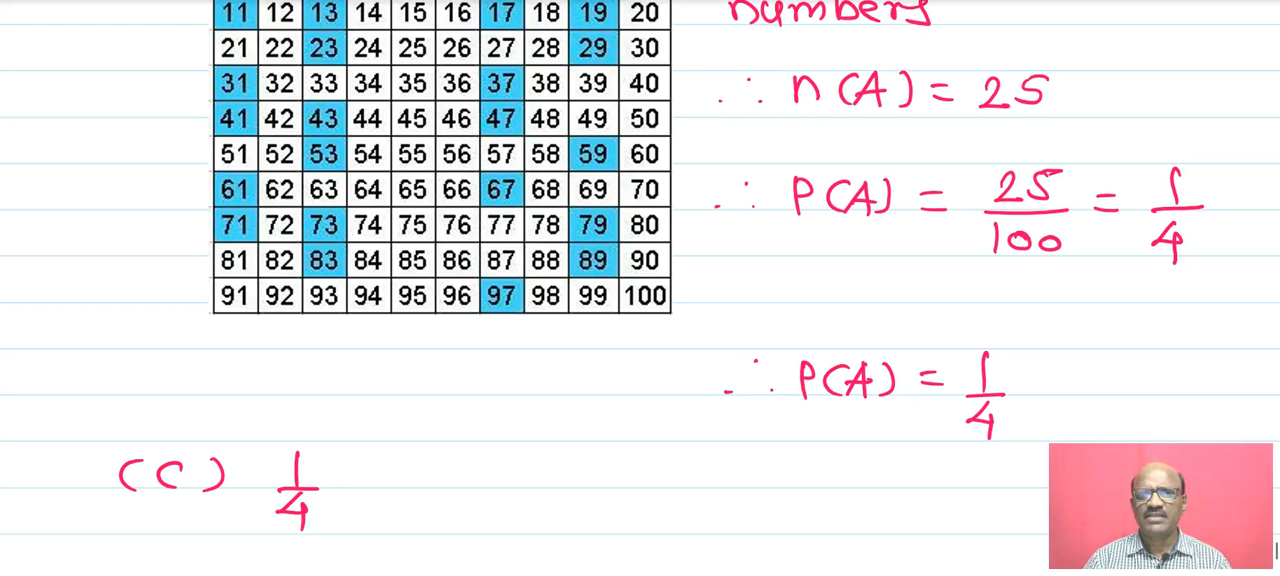 11 12 13 14 15 16 17 18 19 20
21 22 23 24 25 26 27 28 29 30
31 32 33 34 35 36 37 38 39 40
41 42 43 44 45 46 47 48 49 50
51 52 53 54 55 56 57 58 59 60
61 62 63 64 65 66 67 68 69 70
71 72 73 74 75 76 77 78 79 80
81 82 83 84 85 86 87 88 89 90
91 92 93 94 95 96 97 98 99 100
numbers
∴ n(A) = 25
∴ P(A) = 25/100 = 1/4
∴ P(A) = 1/4
(C) 1/4